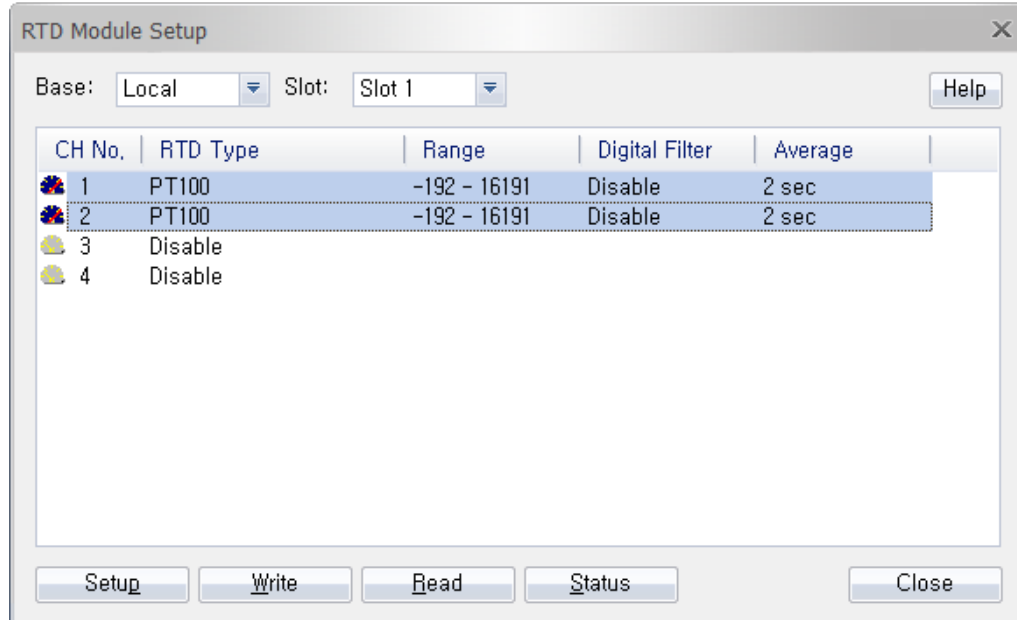 RTD Module Setup
Base: Local Slot: Slot 1 Help
CH No. RTD Type Range Digital Filter Average
1 PT100 -192 - 16191 Disable 2 sec
2 PT100 -192 - 16191 Disable 2 sec
3 Disable
4 Disable
Setup Write Read Status Close